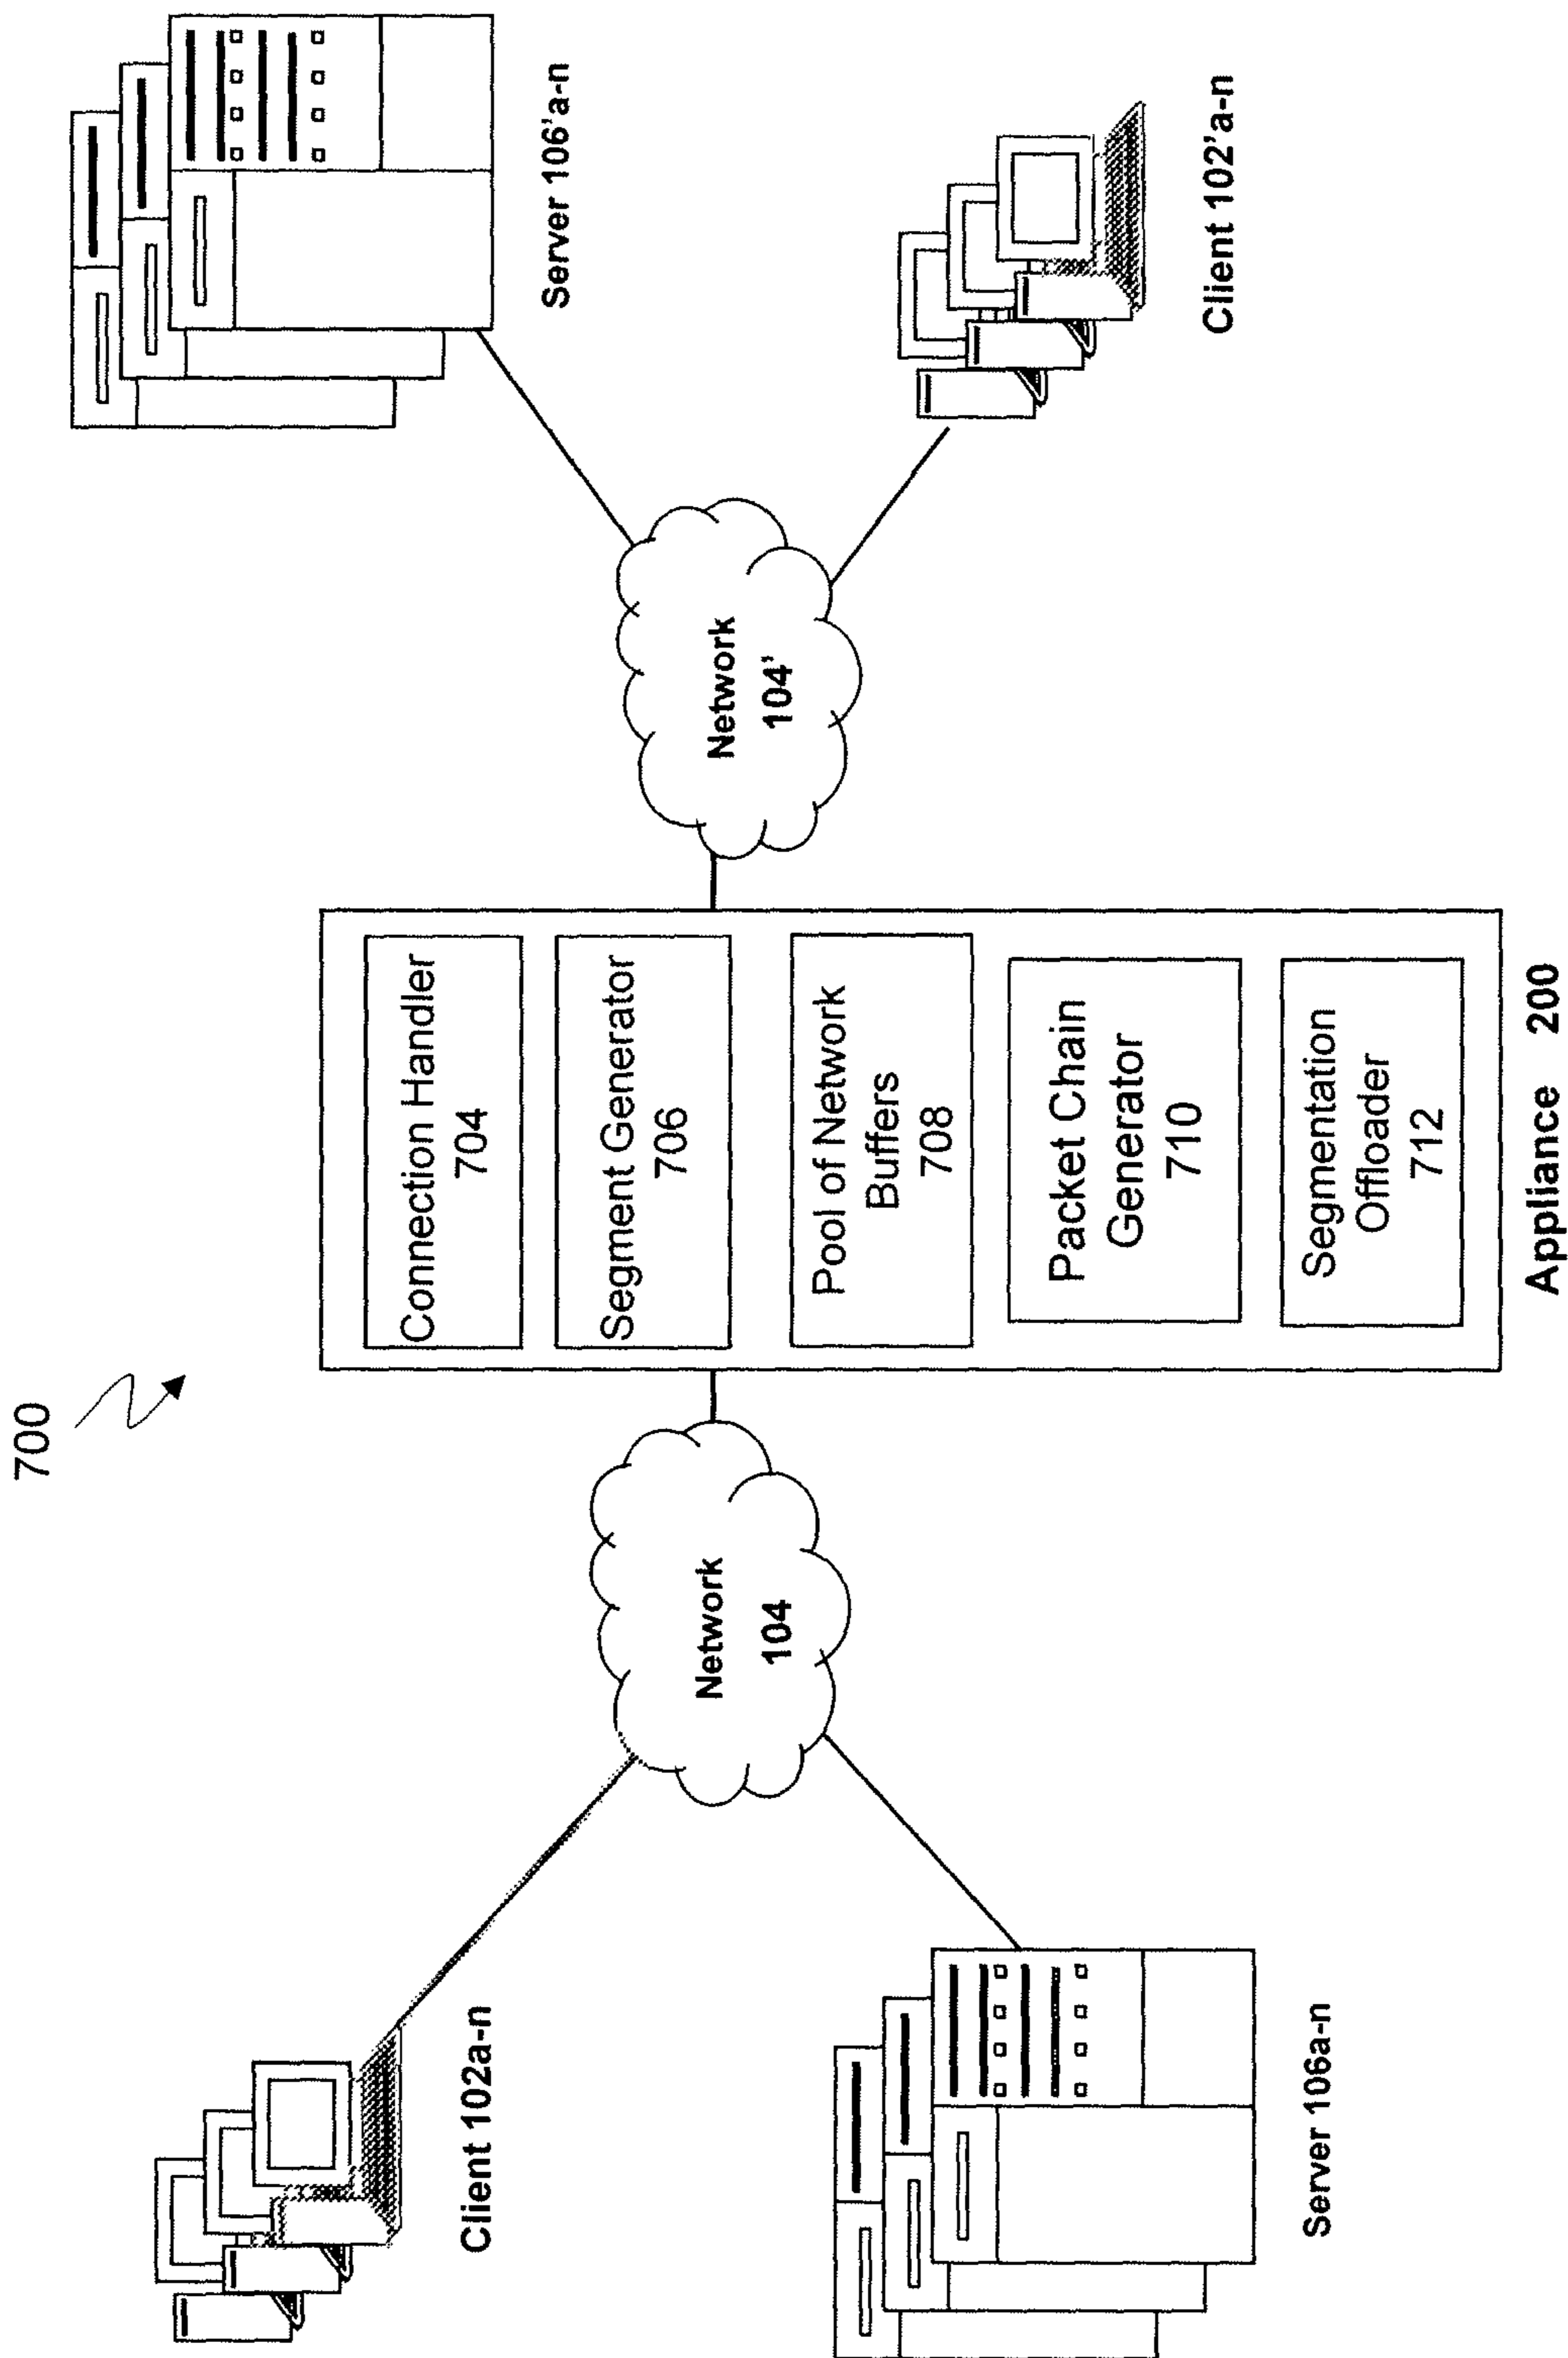 700
Client 102a-n
Server 106a-n
Network
104
Connection Handler
704
Segment Generator
706
Pool of Network
Buffers
708
Packet Chain
Generator
710
Segmentation
Offloader
712
Appliance 200
Network
104'
Server 106'a-n
Client 102'a-n